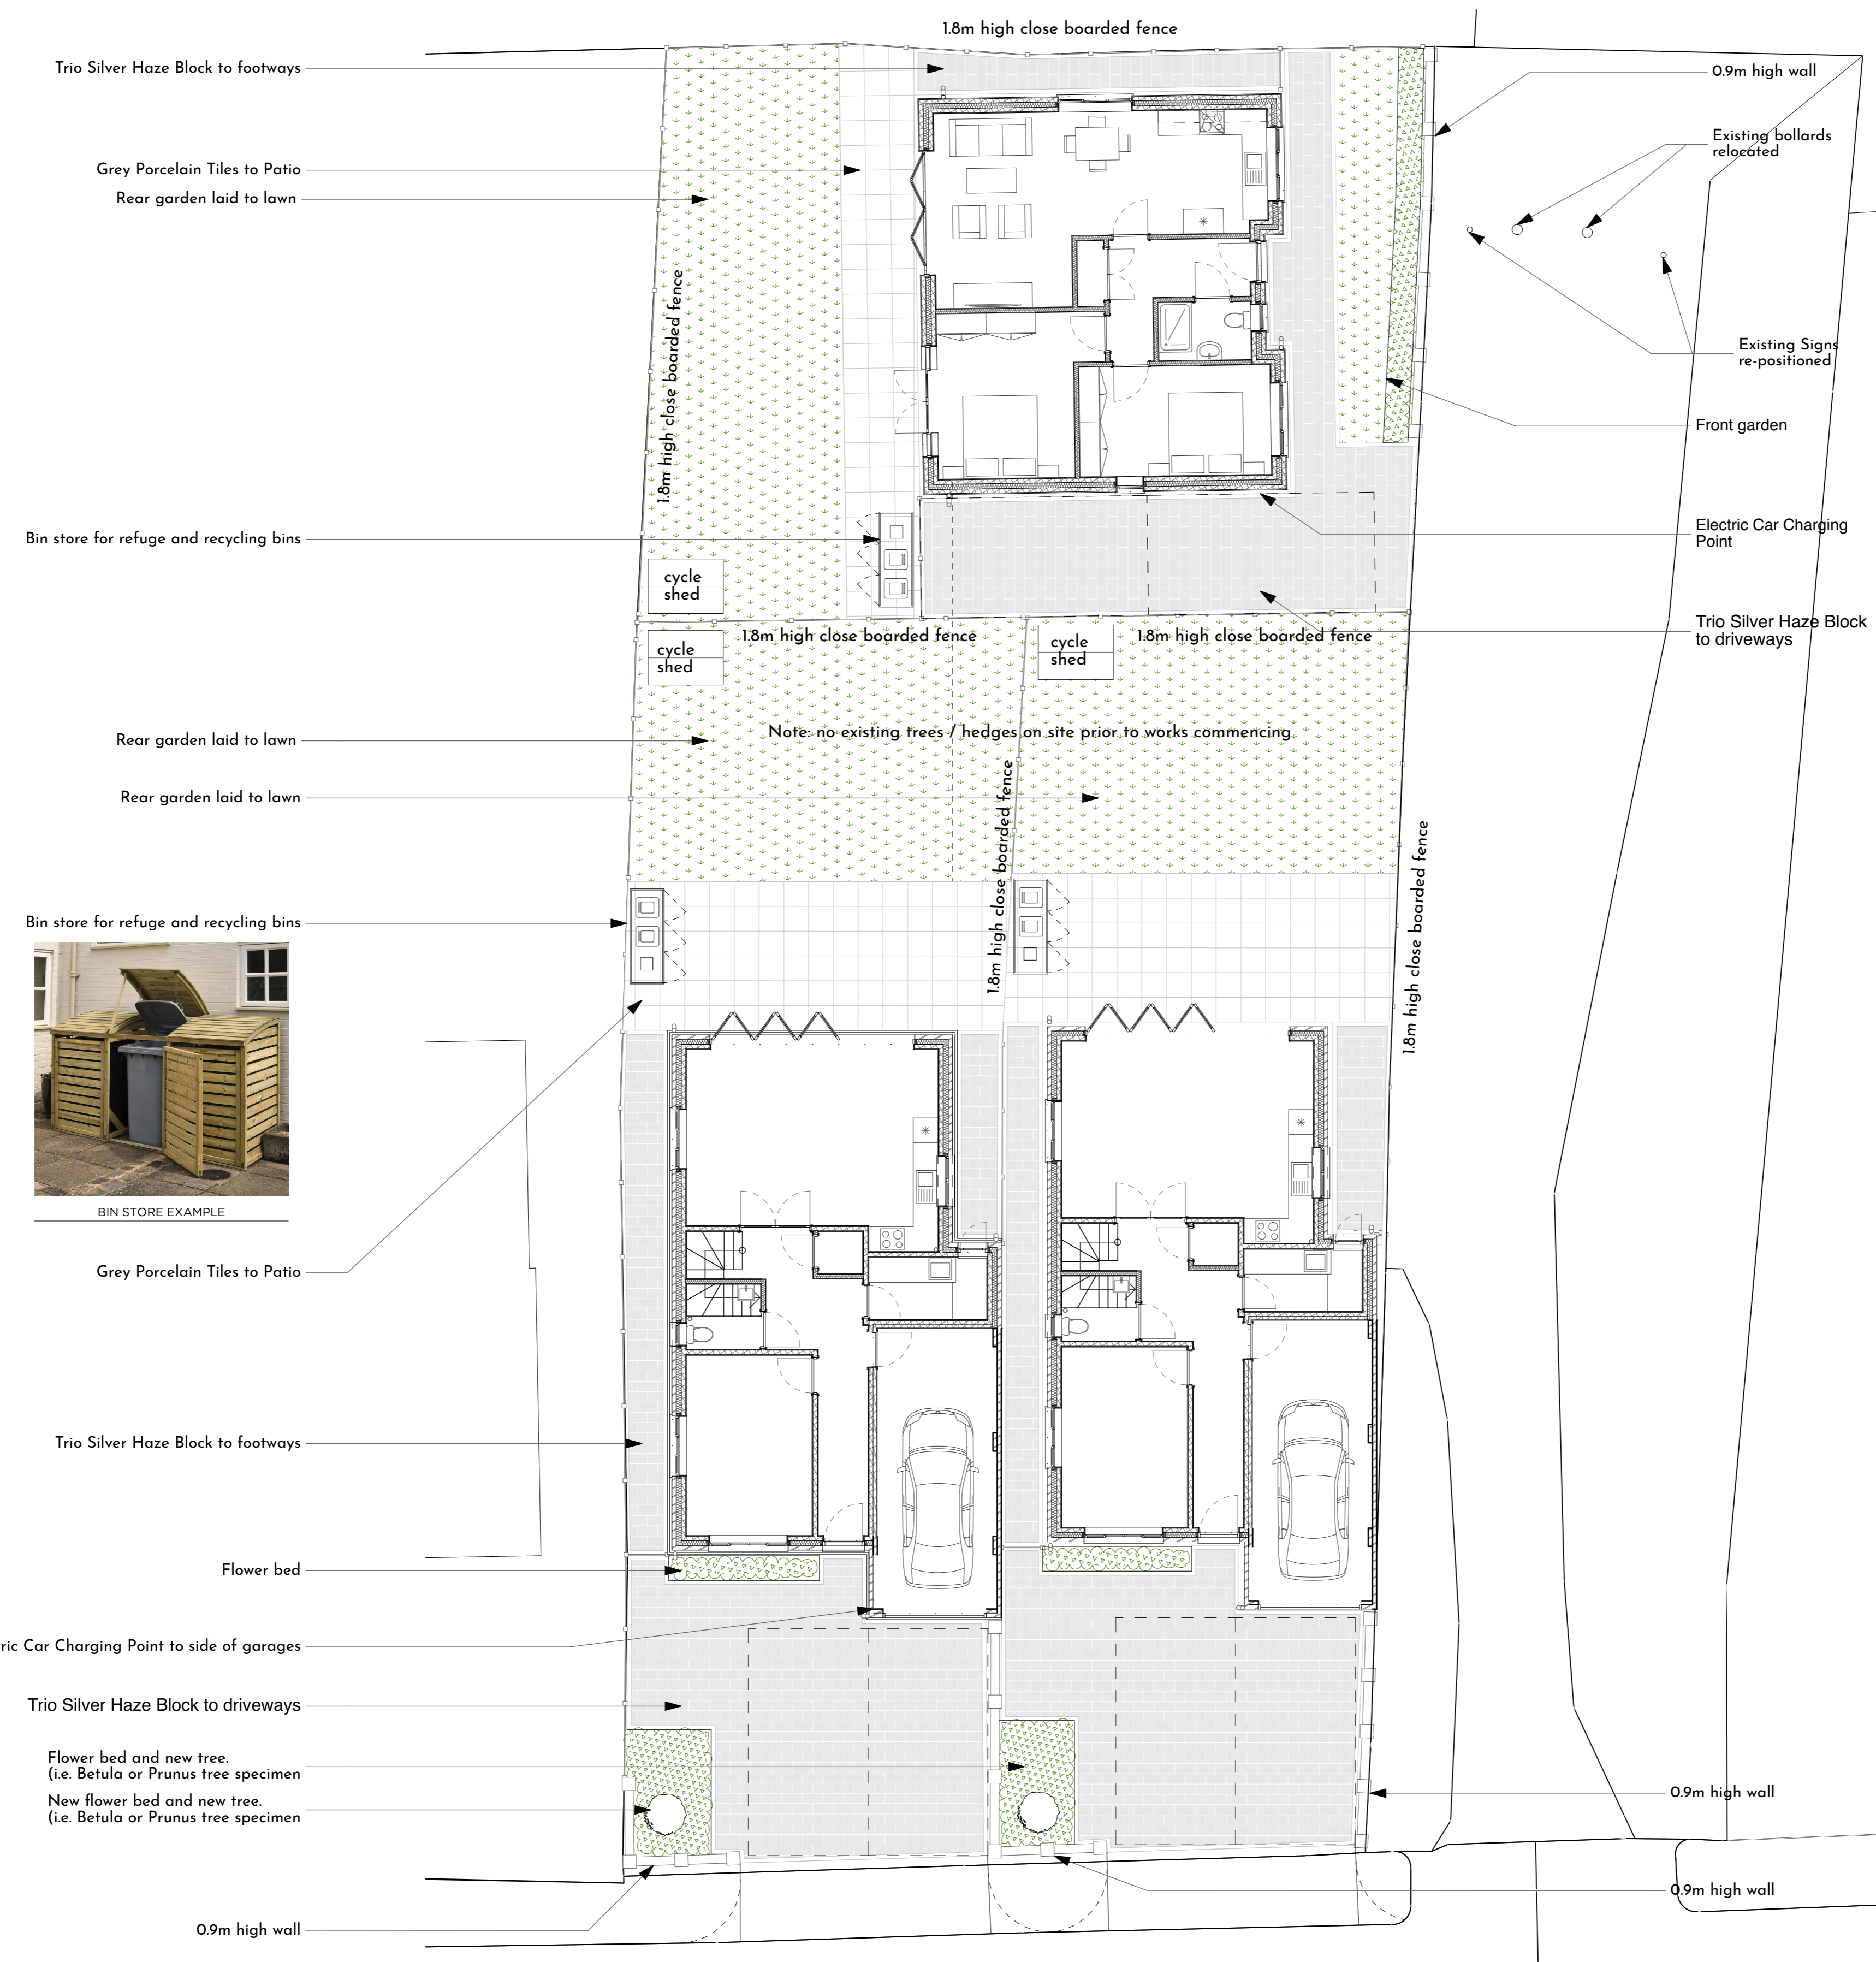 1.8m high close boarded fence
Trio Silver Haze Block to footways
0.9m high wall
Existing bollards
relocated
Grey Porcelain Tiles to Patio
Rear garden laid to lawn
1.8m high close boarded fence
Existing Signs
re-positioned
Front garden
Electric Car Charging
Point
Bin store for refuge and recycling bins
cycle
shed
Trio Silver Haze Block
to driveways
1.8m high close boarded fence
1.8m high close boarded fence
cycle
shed
cycle
shed
Note: no existing trees / hedges on site prior to works commencing
Rear garden laid to lawn
Rear garden laid to lawn
1.8m high close boarded fence
1.8m high close boarded fence
Bin store for refuge and recycling bins
BIN STORE EXAMPLE
Grey Porcelain Tiles to Patio
Trio Silver Haze Block to footways
Flower bed
ric Car Charging Point to side of garages
Trio Silver Haze Block to driveways
Flower bed and new tree.
(i.e. Betula or Prunus tree specimen
New flower bed and new tree.
(i.e. Betula or Prunus tree specimen
0.9m high wall
0.9m high wall
0.9m high wall